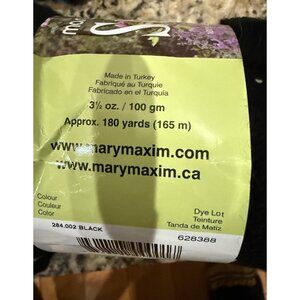 Made in Turkey
Fabriqué au Turquie
Fabricado en el Turquía
3½ oz. / 100 gm
Approx. 180 yards (165 m)
www.marymaxim.com
www.marymaxim.ca
Colour
Couleur
Color
284.002 BLACK
Dye Lot
Teinture
Tanda de Matiz
628388